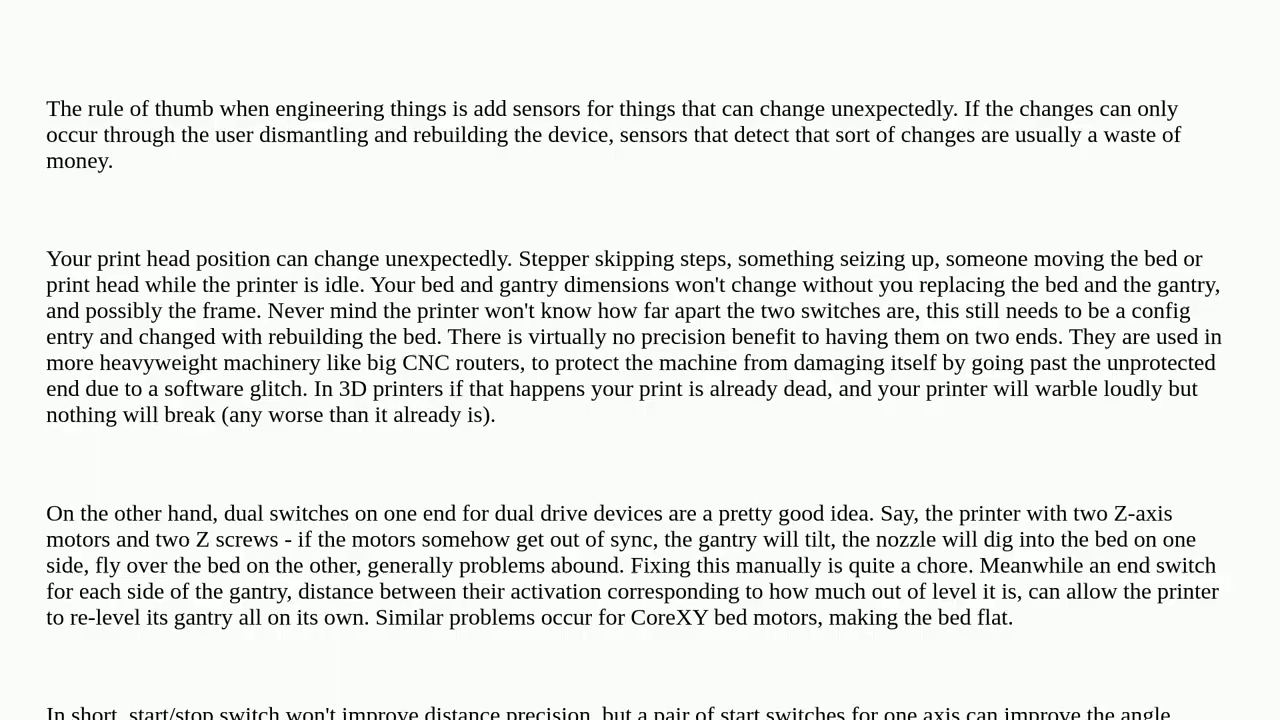 The rule of thumb when engineering things is add sensors for things that can change unexpectedly. If the changes can only
occur through the user dismantling and rebuilding the device, sensors that detect that sort of changes are usually a waste of
money.
Your print head position can change unexpectedly. Stepper skipping steps, something seizing up, someone moving the bed or
print head while the printer is idle. Your bed and gantry dimensions won't change without you replacing the bed and the gantry,
and possibly the frame. Never mind the printer won't know how far apart the two switches are, this still needs to be a config
entry and changed with rebuilding the bed. There is virtually no precision benefit to having them on two ends. They are used in
more heavyweight machinery like big CNC routers, to protect the machine from damaging itself by going past the unprotected
end due to a software glitch. In 3D printers if that happens your print is already dead, and your printer will warble loudly but
nothing will break (any worse than it already is).
On the other hand, dual switches on one end for dual drive devices are a pretty good idea. Say, the printer with two Z-axis
motors and two Z screws - if the motors somehow get out of sync, the gantry will tilt, the nozzle will dig into the bed on one
side, fly over the bed on the other, generally problems abound. Fixing this manually is quite a chore. Meanwhile an end switch
for each side of the gantry, distance between their activation corresponding to how much out of level it is, can allow the printer
to re-level its gantry all on its own. Similar problems occur for CoreXY bed motors, making the bed flat.
In short, start/stop switch won't improve distance precision, but a pair of start switches for one axis can improve the angle